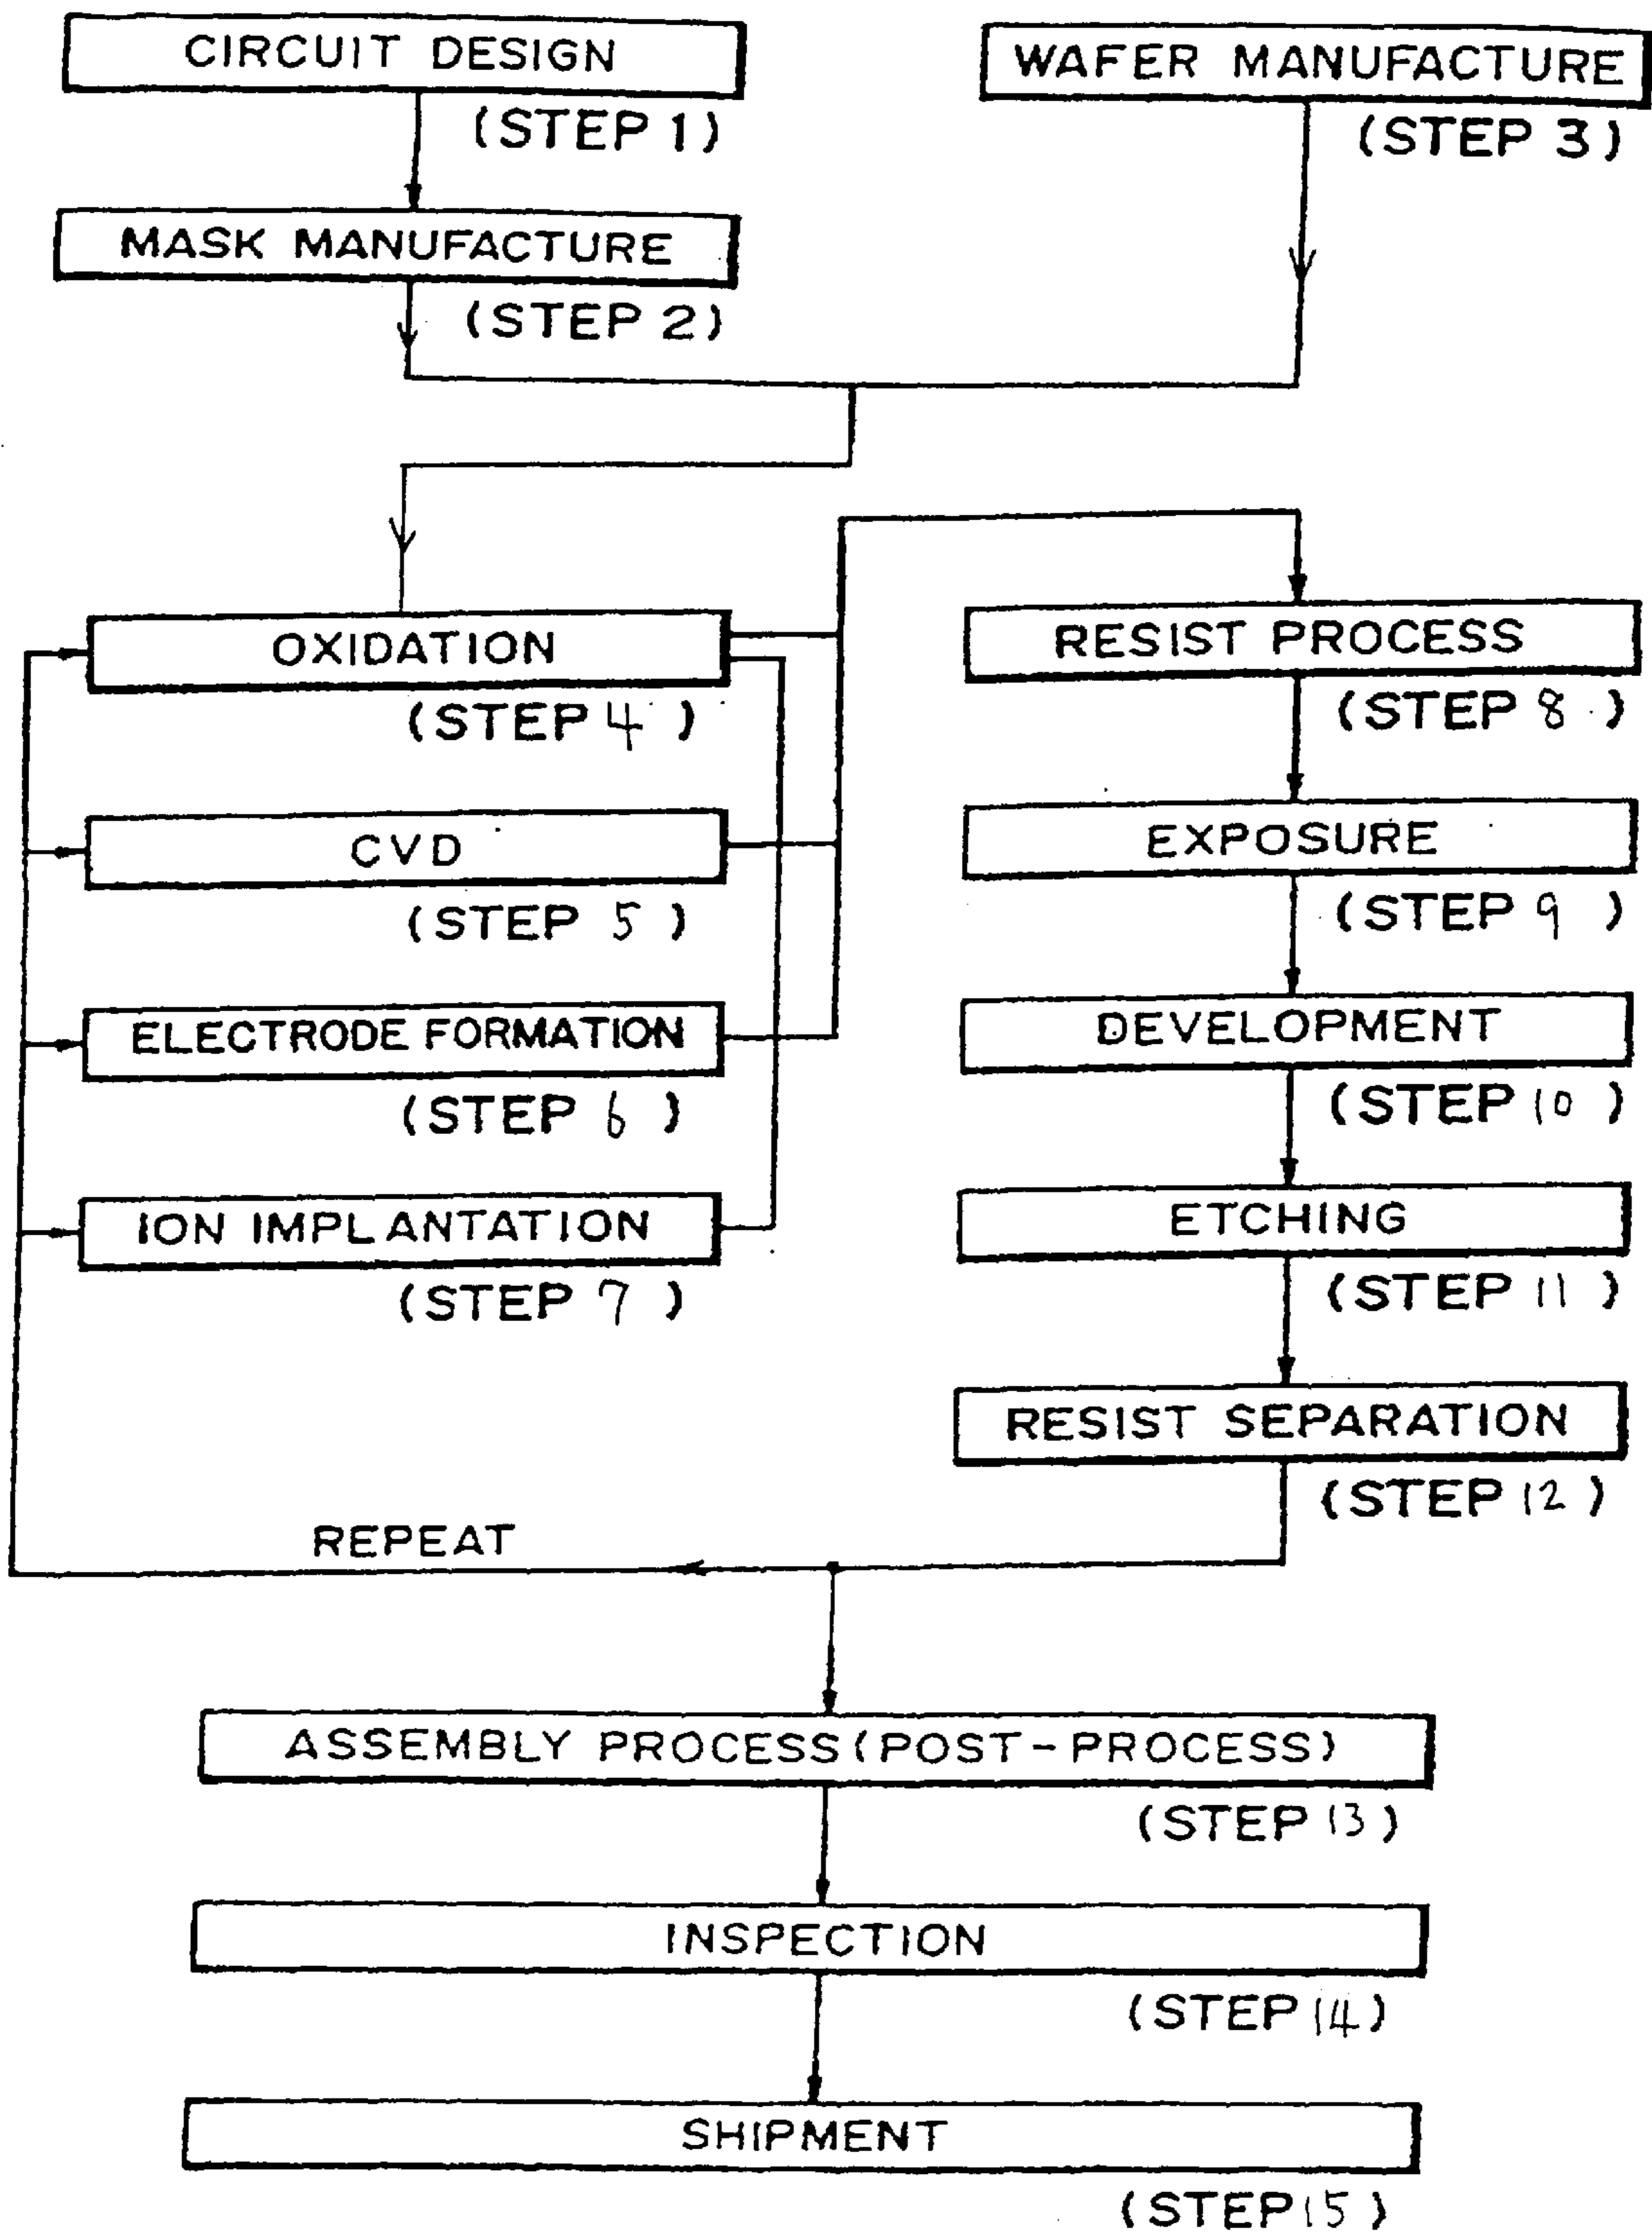 CIRCUIT DESIGN
(STEP 1)
WAFER MANUFACTURE
(STEP 3)
MASK MANUFACTURE
(STEP 2)
OXIDATION
(STEP 4)
CVD
(STEP 5)
ELECTRODE FORMATION
(STEP 6)
ION IMPLANTATION
(STEP 7)
RESIST PROCESS
(STEP 8)
EXPOSURE
(STEP 9)
DEVELOPMENT
(STEP 10)
ETCHING
(STEP 11)
RESIST SEPARATION
(STEP 12)
REPEAT
ASSEMBLY PROCESS (POST-PROCESS)
(STEP 13)
INSPECTION
(STEP 14)
SHIPMENT
(STEP 15)